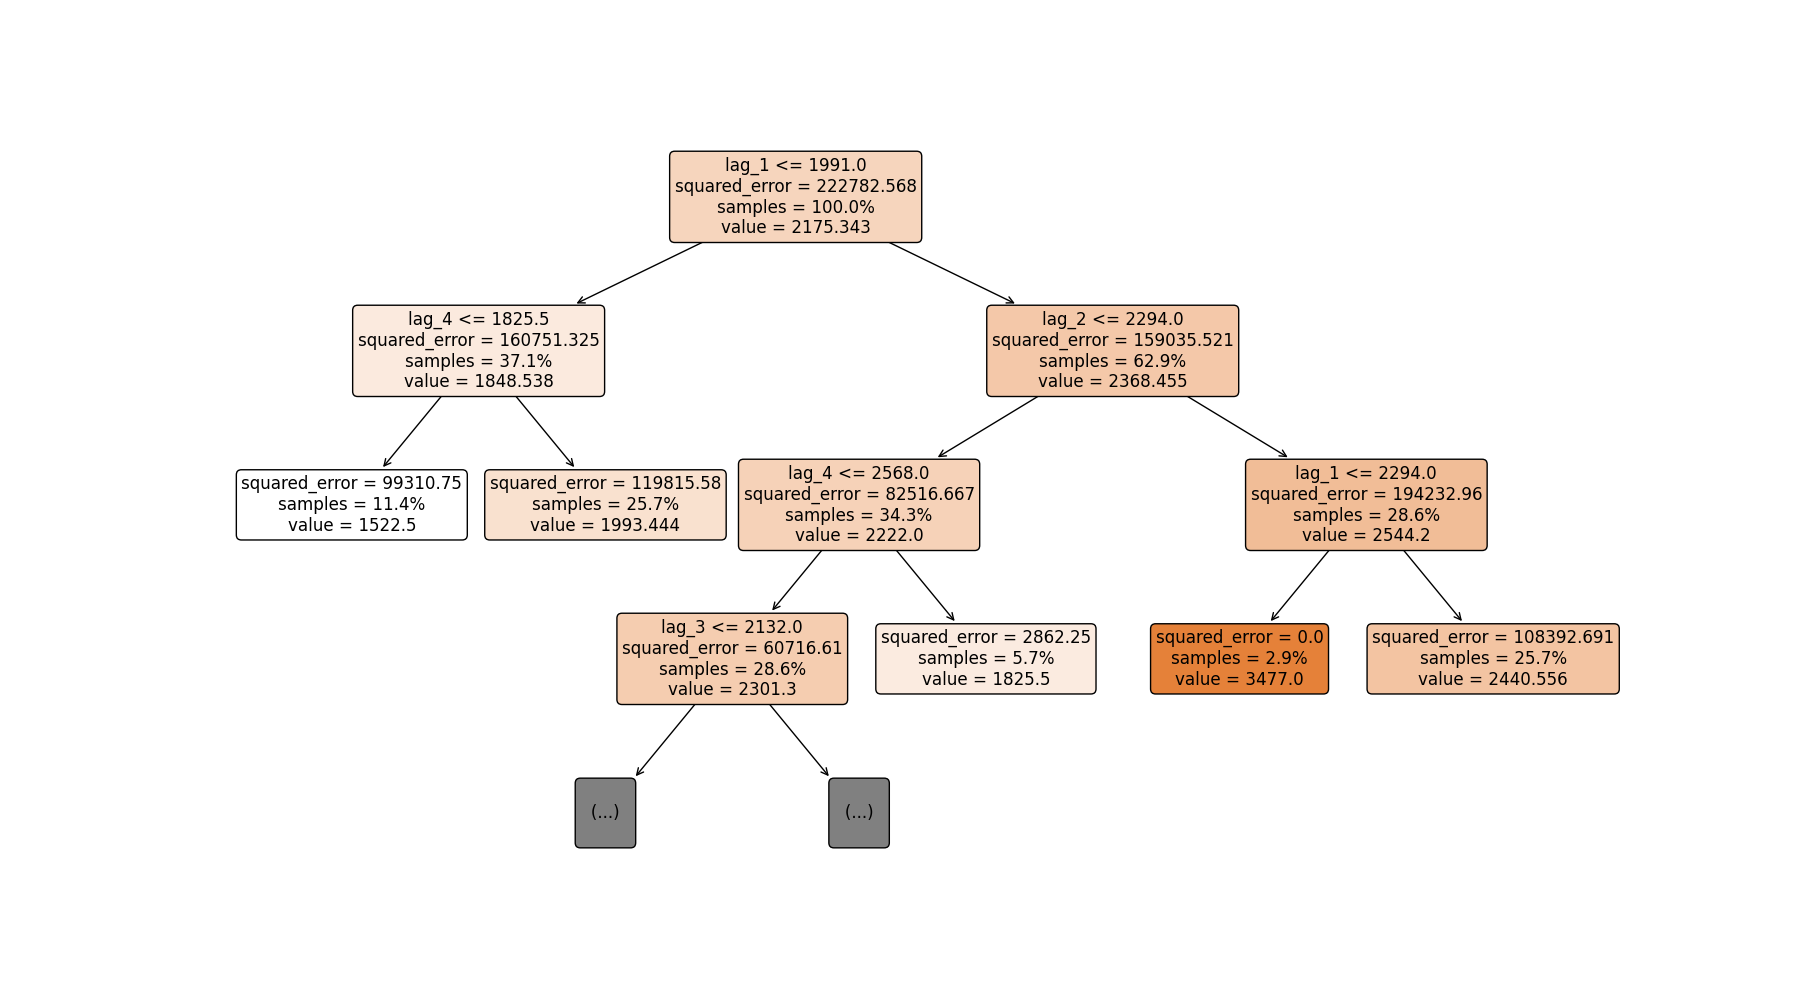 lag_1 <= 1991.0
squared_error = 222782.568
samples = 100.0%
value = 2175.343
lag_4 <= 1825.5
squared_error = 160751.325
samples = 37.1%
value = 1848.538
lag_2 <= 2294.0
squared_error = 159035.521
samples = 62.9%
value = 2368.455
squared_error = 99310.75
samples = 11.4%
value = 1522.5
squared_error = 119815.58
samples = 25.7%
value = 1993.444
lag_4 <= 2568.0
squared_error = 82516.667
samples = 34.3%
value = 2222.0
lag_1 <= 2294.0
squared_error = 194232.96
samples = 28.6%
value = 2544.2
lag_3 <= 2132.0
squared_error = 60716.61
samples = 28.6%
value = 2301.3
squared_error = 2862.25
samples = 5.7%
value = 1825.5
squared_error = 0.0
samples = 2.9%
value = 3477.0
squared_error = 108392.691
samples = 25.7%
value = 2440.556
(...)
(...)